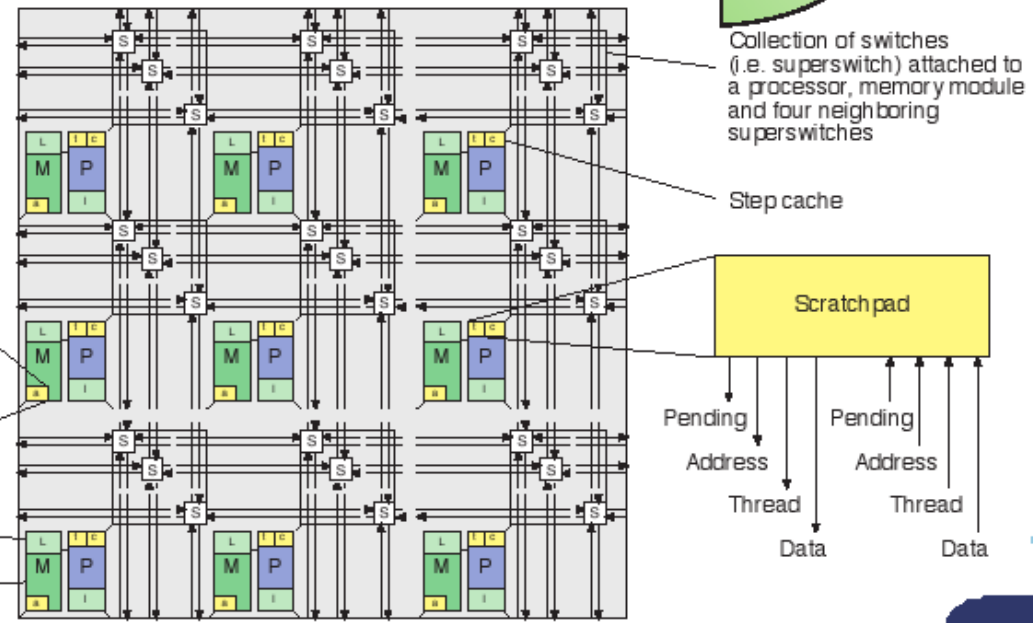 S S S
S S S
S S S
L t c L t c L t c
M P M P M P
a I a I a I
S S S
S S S
S S S
L t c L t c L t c
M P M P M P
a I a I a I
S S S
S S S
S S S
L t c L t c L t c
M P M P M P
a I a I a I
Collection of switches
(i.e. superswitch) attached to
a processor, memory module
and four neighboring
superswitches
Step cache
Scratchpad
Pending Pending
Address Address
Thread Thread
Data Data